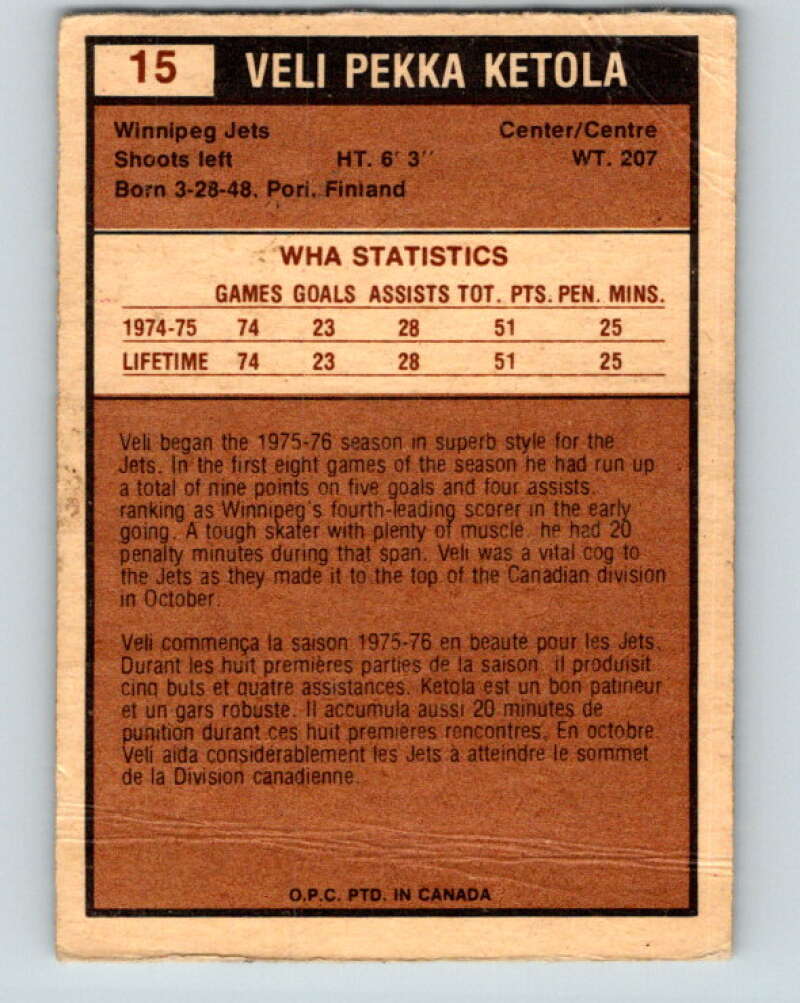 15 VELI PEKKA KETOLA
Winnipeg Jets Center/Centre
Shoots left HT. 6' 3'' WT. 207
Born 3-28-48, Pori, Finland
WHA STATISTICS
GAMES GOALS ASSISTS TOT. PTS. PEN. MINS.
1974-75 74 23 28 51 25
LIFETIME 74 23 28 51 25
Veli began the 1975-76 season in superb style for the
Jets. In the first eight games of the season he had run up
a total of nine points on five goals and four assists,
ranking as Winnipeg's fourth-leading scorer in the early
going. A tough skater with plenty of muscle, he had 20
penalty minutes during that span. Veli was a vital cog to
the Jets as they made it to the top of the Canadian division
in October.
Veli commença la saison 1975-76 en beauté pour les Jets.
Durant les huit premières parties de la saison, il produisit
cinq buts et quatre assistances. Ketola est un bon patineur
et un gars robuste. Il accumula aussi 20 minutes de
punition durant ces huit premières rencontres. En octobre,
Veli aida considérablement les Jets à atteindre le sommet
de la Division canadienne.
O.P.C. PTD. IN CANADA